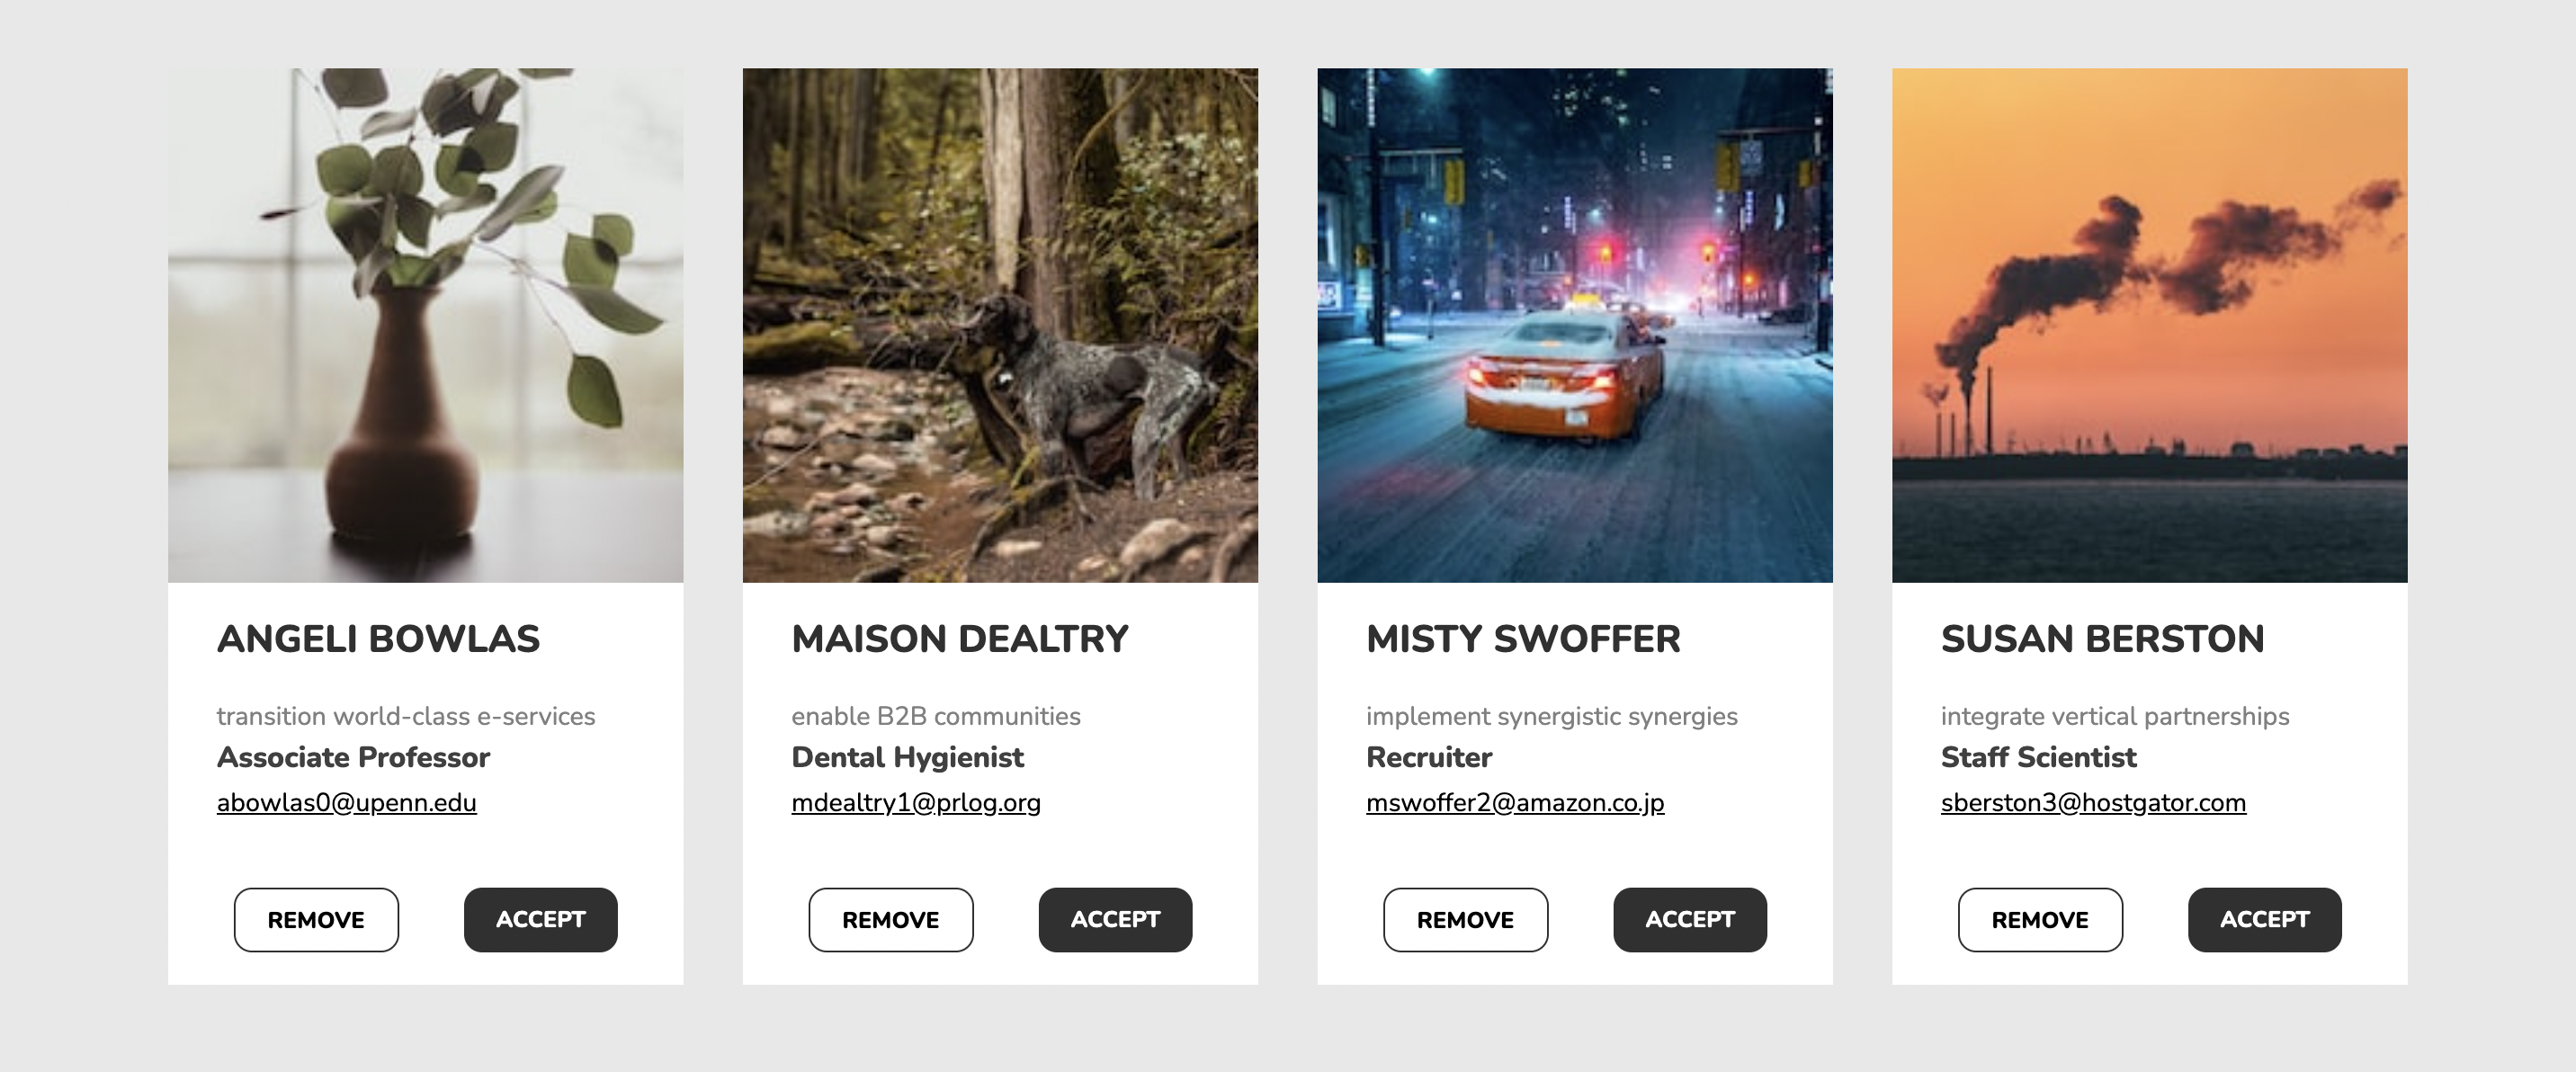 ANGELI BOWLAS
transition world-class e-services
Associate Professor
abowlas0@upenn.edu
REMOVE
ACCEPT
MAISON DEALTRY
enable B2B communities
Dental Hygienist
mdealtry1@prlog.org
REMOVE
ACCEPT
MISTY SWOFFER
implement synergistic synergies
Recruiter
mswoffer2@amazon.co.jp
REMOVE
ACCEPT
SUSAN BERSTON
integrate vertical partnerships
Staff Scientist
sberston3@hostgator.com
REMOVE
ACCEPT